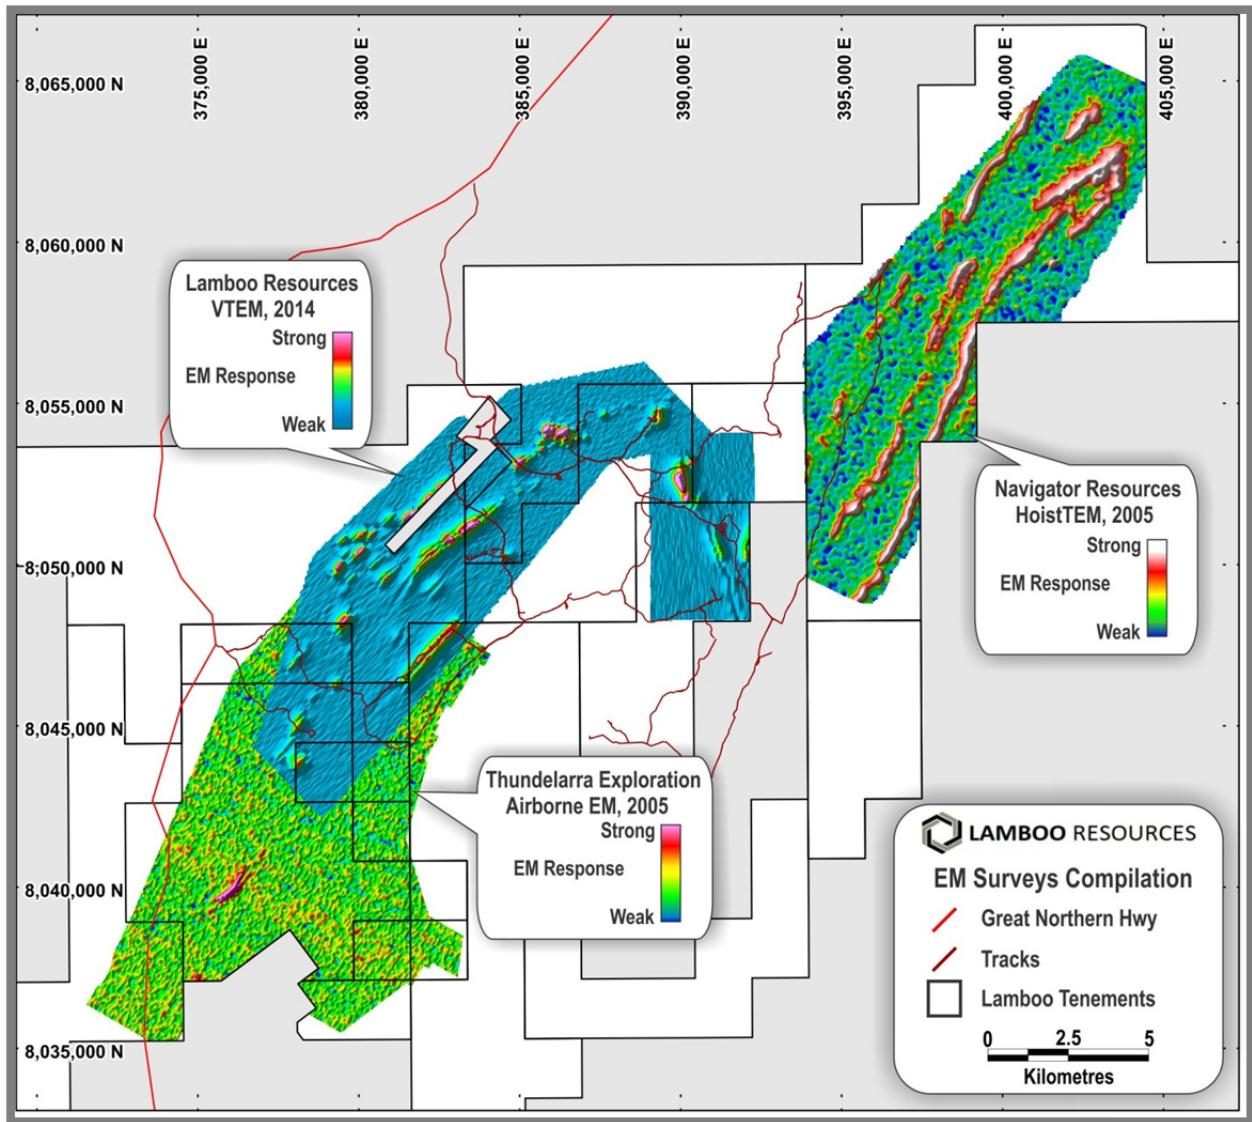 375,000 E
380,000 E
385,000 E
390,000 E
395,000 E
400,000 E
405,000 E
8,065,000 N
8,060,000 N
8,055,000 N
8,050,000 N
8,045,000 N
8,040,000 N
8,035,000 N
Lamboo Resources
VTEM, 2014
Strong
EM Response
Weak
Navigator Resources
HoistTEM, 2005
Strong
EM Response
Weak
Thundelarra Exploration
Airborne EM, 2005
Strong
EM Response
Weak
LAMBOO RESOURCES
EM Surveys Compilation
Great Northern Hwy
Tracks
Lamboo Tenements
0 2.5 5
Kilometres